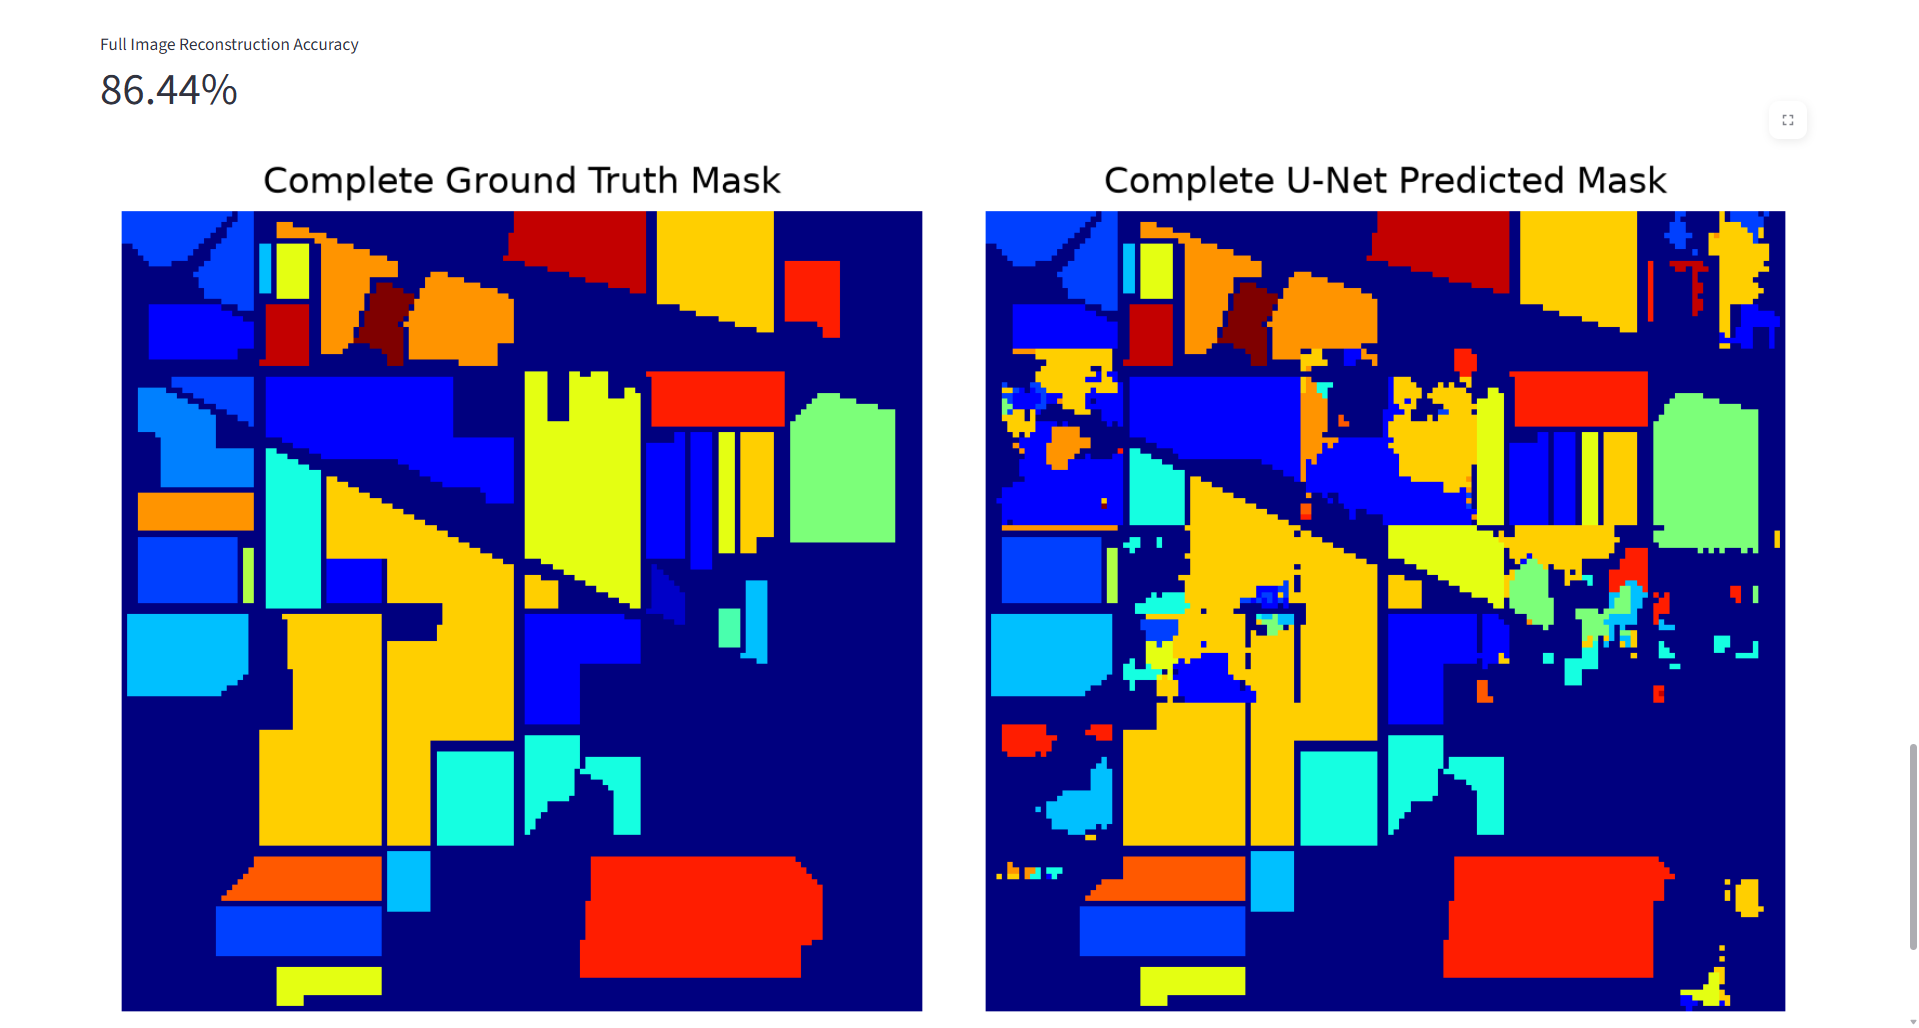 Full Image Reconstruction Accuracy
86.44%
Complete Ground Truth Mask
Complete U-Net Predicted Mask